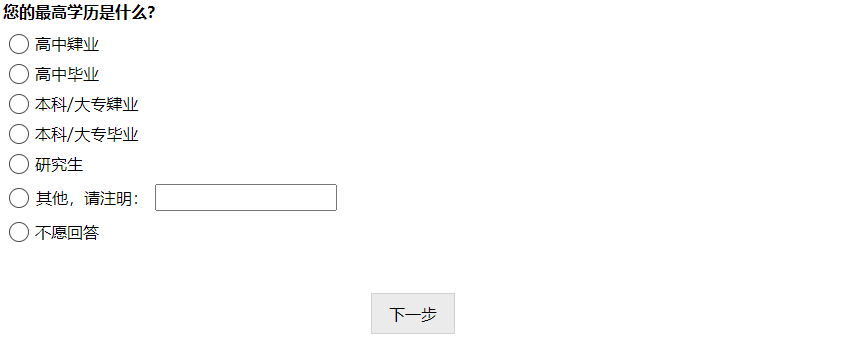 您的最高学历是什么?
高中肄业
高中毕业
本科/大专肄业
本科/大专毕业
研究生
其他，请注明：
不愿回答
下一步